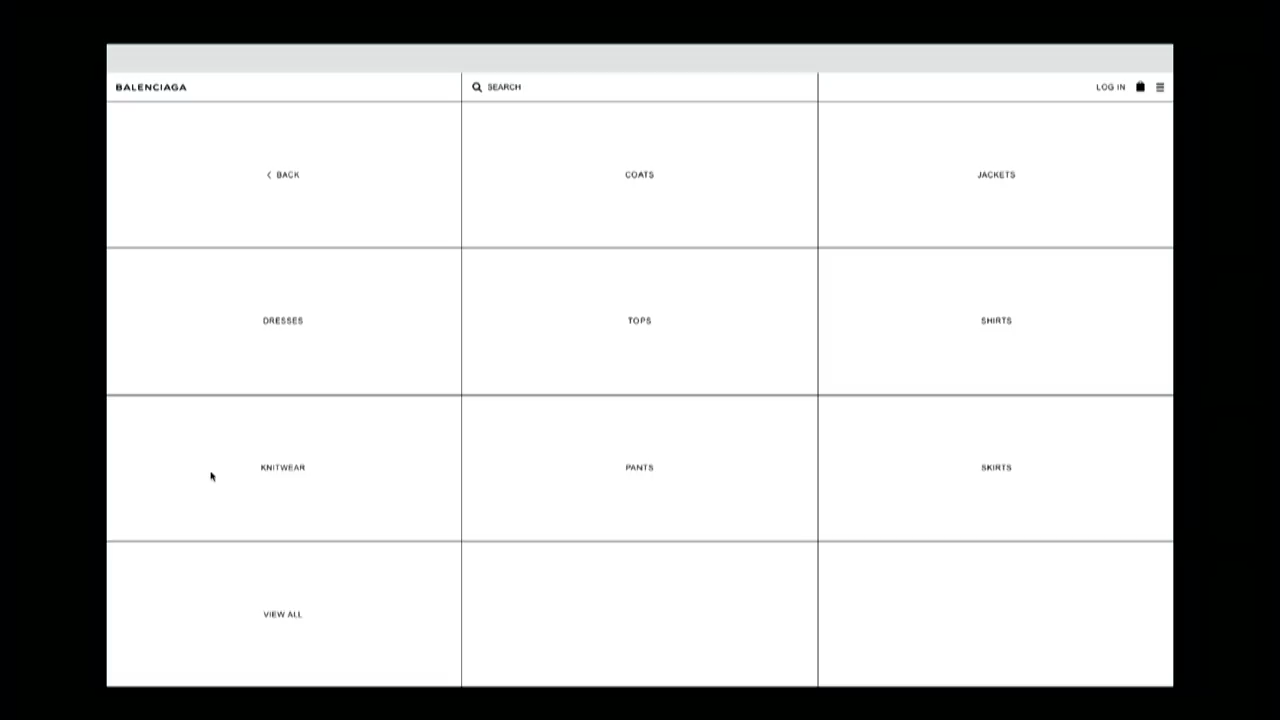 BALENCIAGA
SEARCH
LOG IN
BACK
COATS
JACKETS
DRESSES
TOPS
SHIRTS
KNITWEAR
PANTS
SKIRTS
VIEW ALL